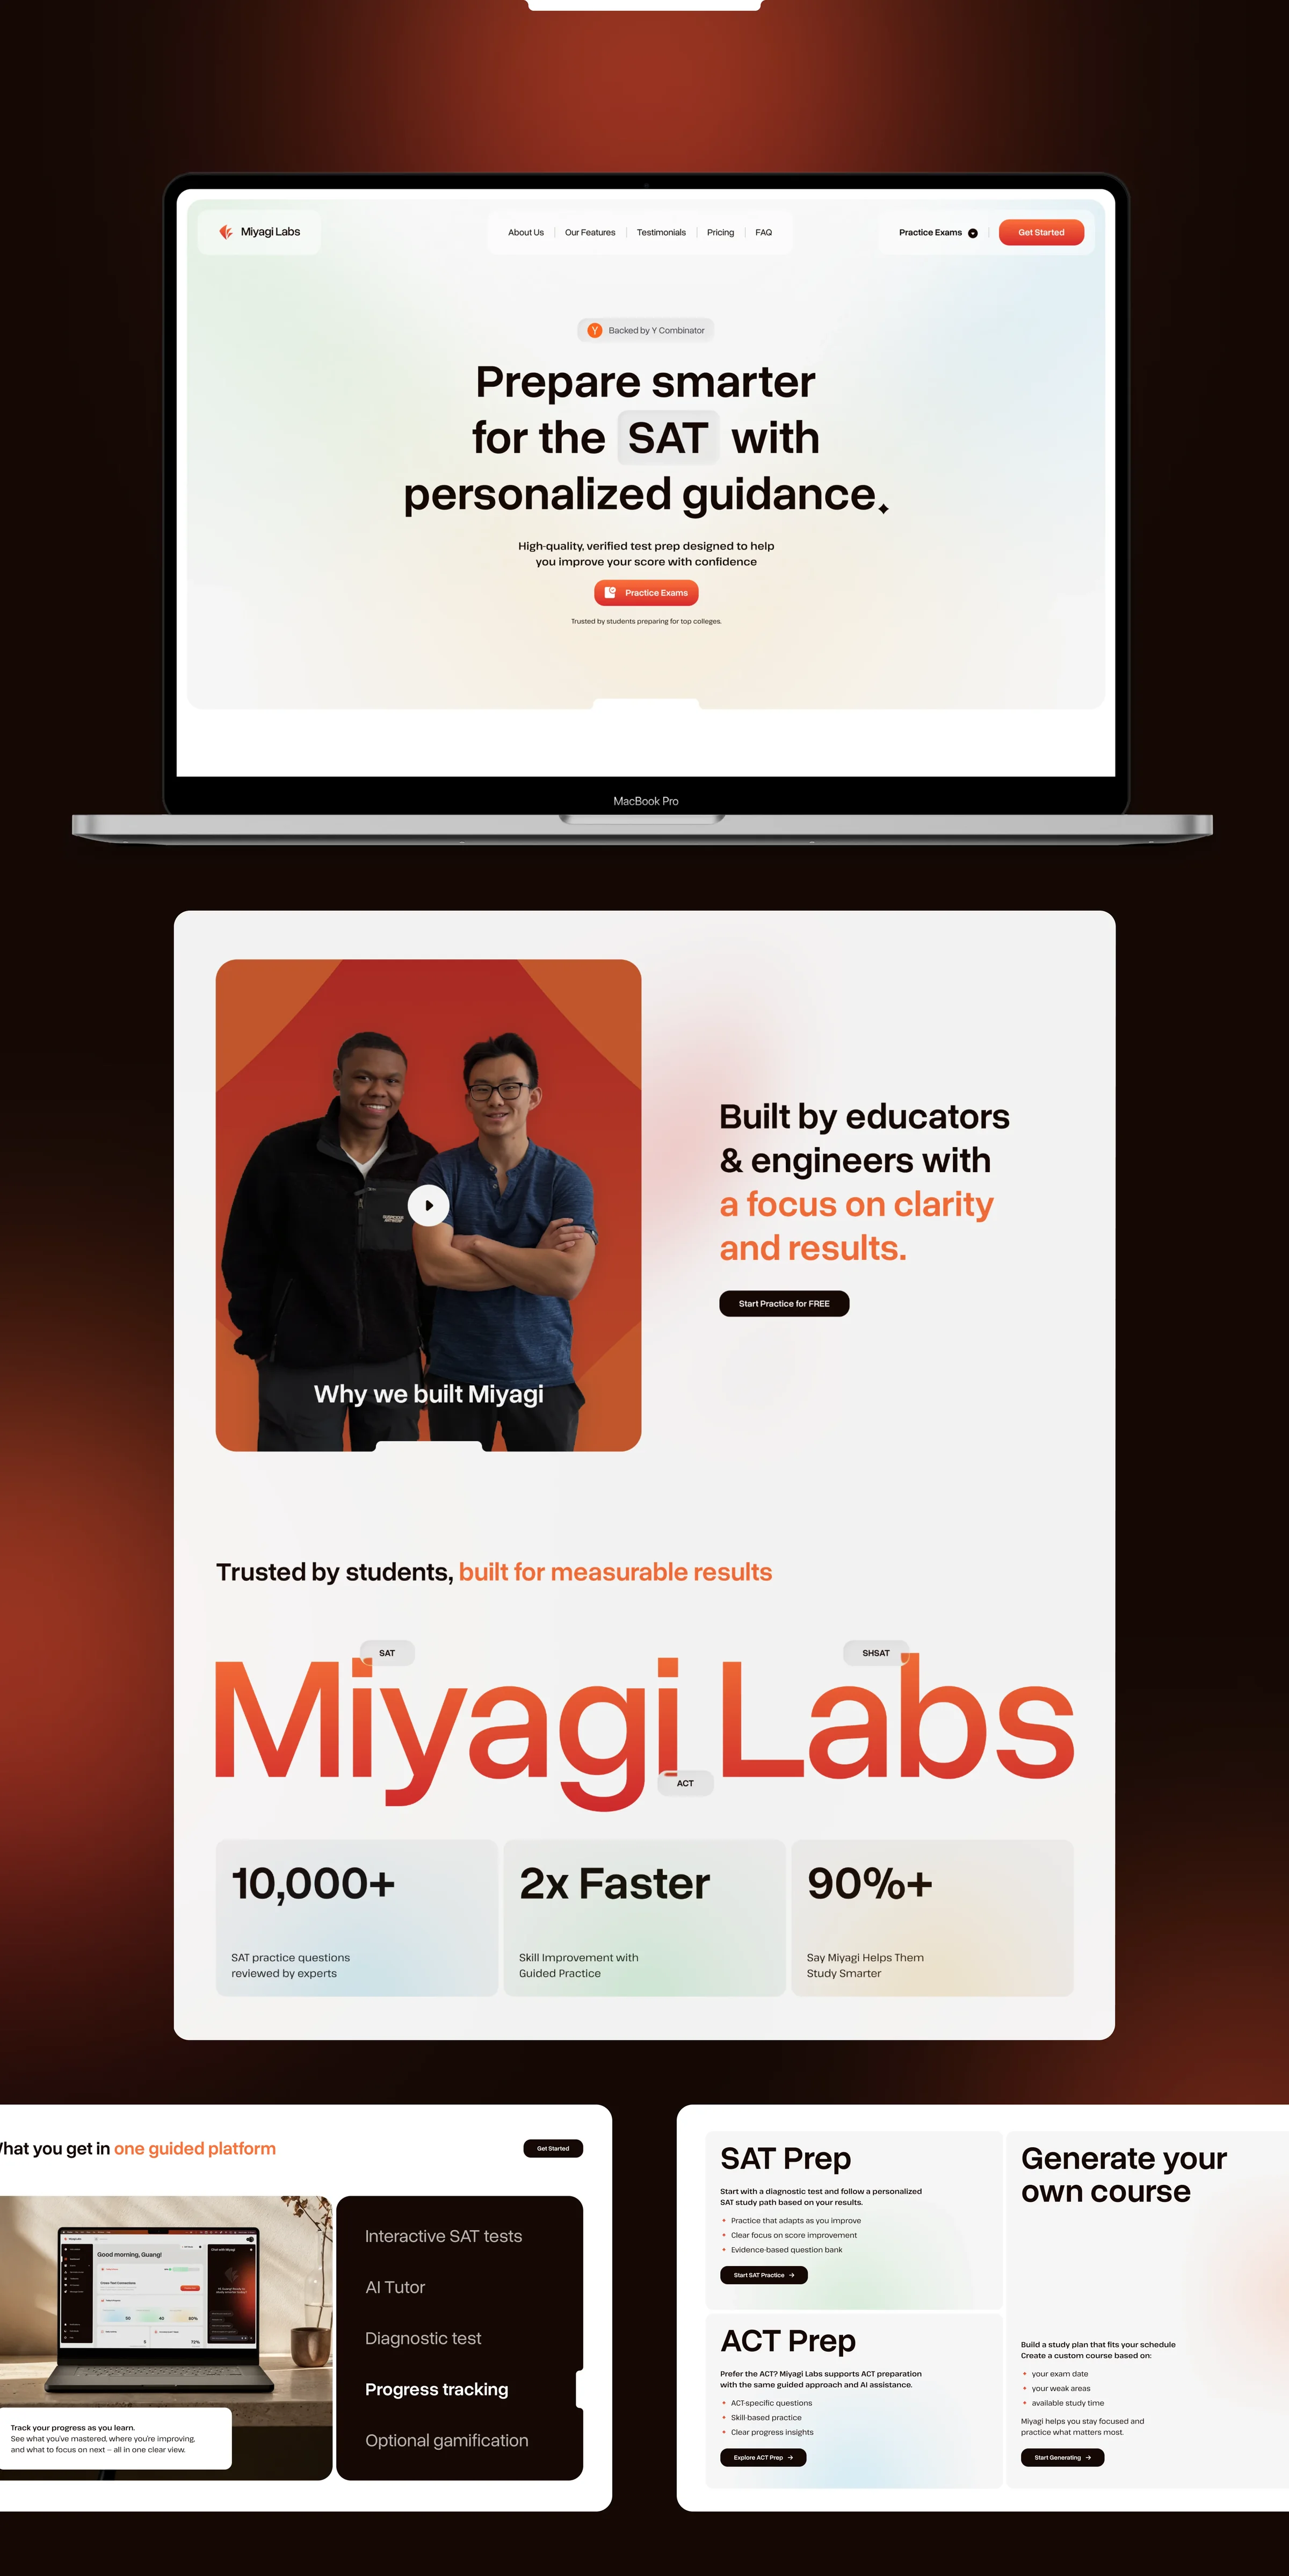 Miyagi Labs
About Us
Our Features
Testimonials
Pricing
FAQ
Practice Exams
Get Started
Y
Backed by Y Combinator
Prepare smarter
for the SAT with
personalized guidance.
High-quality, verified test prep designed to help
you improve your score with confidence
Practice Exams
Trusted by students preparing for top colleges.
MacBook Pro
Built by educators
& engineers with
a focus on clarity
and results.
Start Practice for FREE
Why we built Miyagi
Trusted by students, built for measurable results
SAT
SHSAT
Miyagi Labs
ACT
10,000+
SAT practice questions
reviewed by experts
2x Faster
Skill Improvement with
Guided Practice
90%+
Say Miyagi Helps Them
Study Smarter
hat you get in one guided platform
Get Started
Good morning, Guang!
Chat with Miyagi
50
40
60%
72%
Interactive SAT tests
AI Tutor
Diagnostic test
Progress tracking
Optional gamification
Track your progress as you learn.
See what you've mastered, where you're improving,
and what to focus on next – all in one clear view.
SAT Prep
Start with a diagnostic test and follow a personalized
SAT study path based on your results.
Practice that adapts as you improve
Clear focus on score improvement
Evidence-based question bank
Start SAT Practice →
ACT Prep
Prefer the ACT? Miyagi Labs supports ACT preparation
with the same guided approach and AI assistance.
ACT-specific questions
Skill-based practice
Clear progress insights
Explore ACT Prep →
Generate your
own course
Build a study plan that fits your schedule
Create a custom course based on:
your exam date
your weak areas
available study time
Miyagi helps you stay focused and
practice what matters most.
Start Generating →